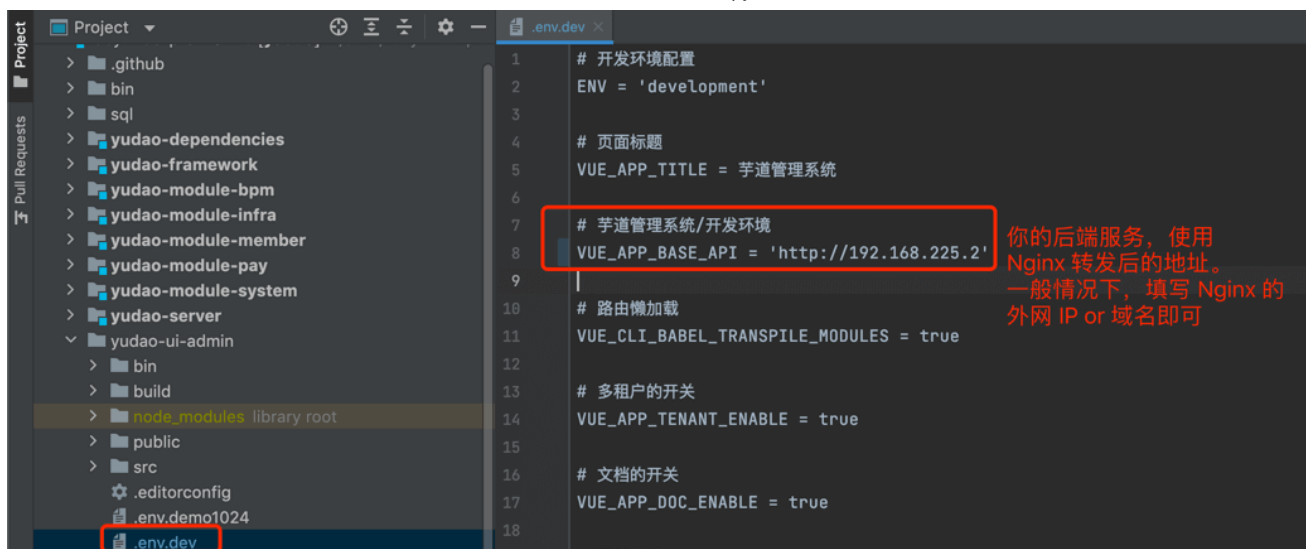 Project
.env.dev
Project
Pull Requests
.github
bin
sql
yudao-dependencies
yudao-framework
yudao-module-bpm
yudao-module-infra
yudao-module-member
yudao-module-pay
yudao-module-system
yudao-server
yudao-ui-admin
bin
build
node_modules library root
public
src
.editorconfig
.env.demo1024
.env.dev
1 # 开发环境配置
2 ENV = 'development'
3
4 # 页面标题
5 VUE_APP_TITLE = 芋道管理系统
6
7 # 芋道管理系统/开发环境
8 VUE_APP_BASE_API = 'http://192.168.225.2'
9
10 # 路由懒加载
11 VUE_CLI_BABEL_TRANSPILE_MODULES = true
12
13 # 多租户的开关
14 VUE_APP_TENANT_ENABLE = true
15
16 # 文档的开关
17 VUE_APP_DOC_ENABLE = true
18
你的后端服务，使用
Nginx 转发后的地址。
一般情况下，填写 Nginx 的
外网 IP or 域名即可